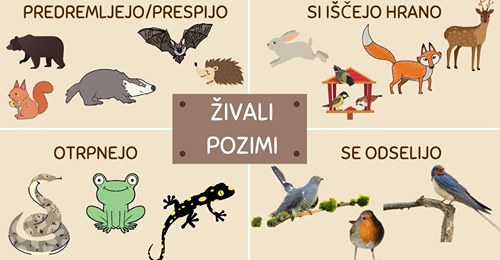 PREDREMLJEJO/PRESPIJO
SI IŠČEJO HRANO
ŽIVALI
POZIMI
OTRPNEJO
SE ODSELIJO